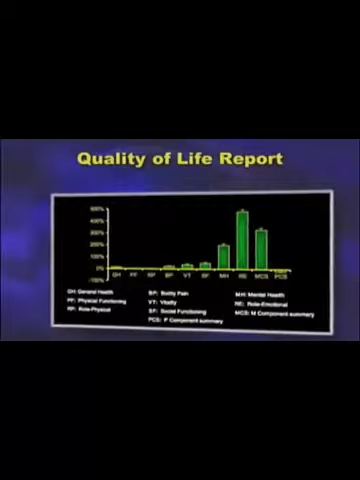 Quality of Life Report
500%
400%
300%
200%
100%
0%
GH PF RP BP VT SF MH RE MCS PCS
GH: General Health BP: Bodily Pain MH: Mental Health
PF: Physical Functioning VT: Vitality RE: Role-Emotional
RP: Role-Physical SF: Social Functioning MCS: M Component summary
PCS: P Component summary